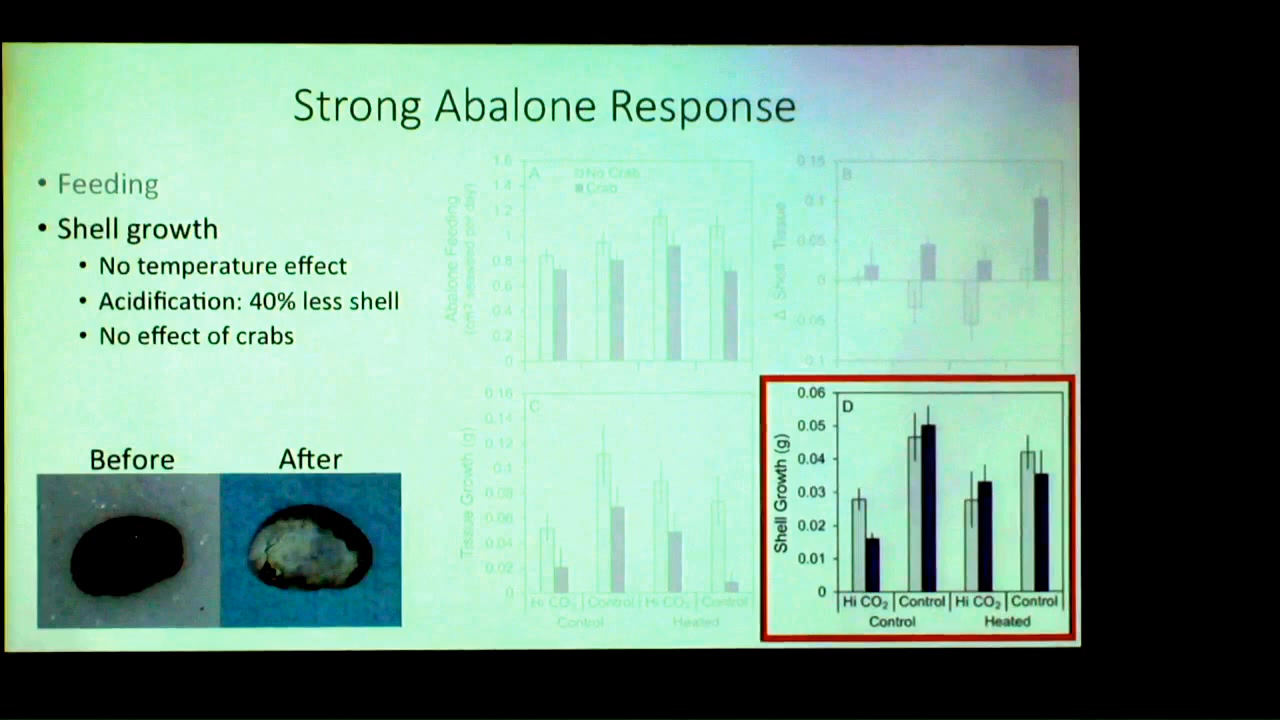 Strong Abalone Response
• Feeding
• Shell growth
• No temperature effect
• Acidification: 40% less shell
• No effect of crabs
Before
After
A
No Crab
Crab
1.6
1.4
1.2
1
0.8
0.6
0.4
0.2
0
Abalone Feeding
B
0.15
0.1
0.05
0
0.1
Δ Shell : Tissue
C
0.16
0.14
0.12
0.1
0.08
0.06
0.04
0.02
0
Tissue Growth (g)
Hi CO₂ Control Hi CO₂ Control
Control Heated
D
0.06
0.05
0.04
0.03
0.02
0.01
0
Shell Growth (g)
Hi CO₂ Control Hi CO₂ Control
Control Heated